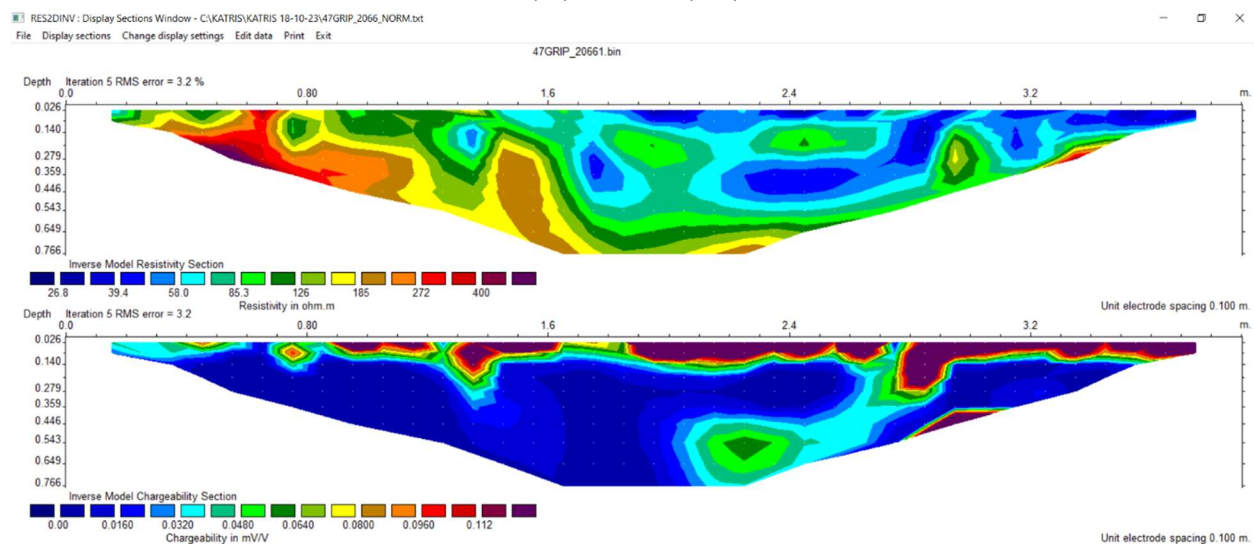 RES2DINV : Display Sections Window - C:\KATRIS\KATRIS 18-10-23\47GRIP_2066_NORM.txt
File Display sections Change display settings Edit data Print Exit
47GRIP_20661.bin
Depth Iteration 5 RMS error = 3.2 %
0.0 0.80 1.6 2.4 3.2 m.
0.026
0.140
0.279
0.359
0.446
0.543
0.649
0.766
Inverse Model Resistivity Section
26.8 39.4 58.0 85.3 126 185 272 400
Resistivity in ohm.m
Unit electrode spacing 0.100 m.
Depth Iteration 5 RMS error = 3.2
0.0 0.80 1.6 2.4 3.2 m.
0.026
0.140
0.279
0.359
0.446
0.543
0.649
0.766
Inverse Model Chargeability Section
0.00 0.0160 0.0320 0.0480 0.0640 0.0800 0.0960 0.112
Chargeability in mV/V
Unit electrode spacing 0.100 m.